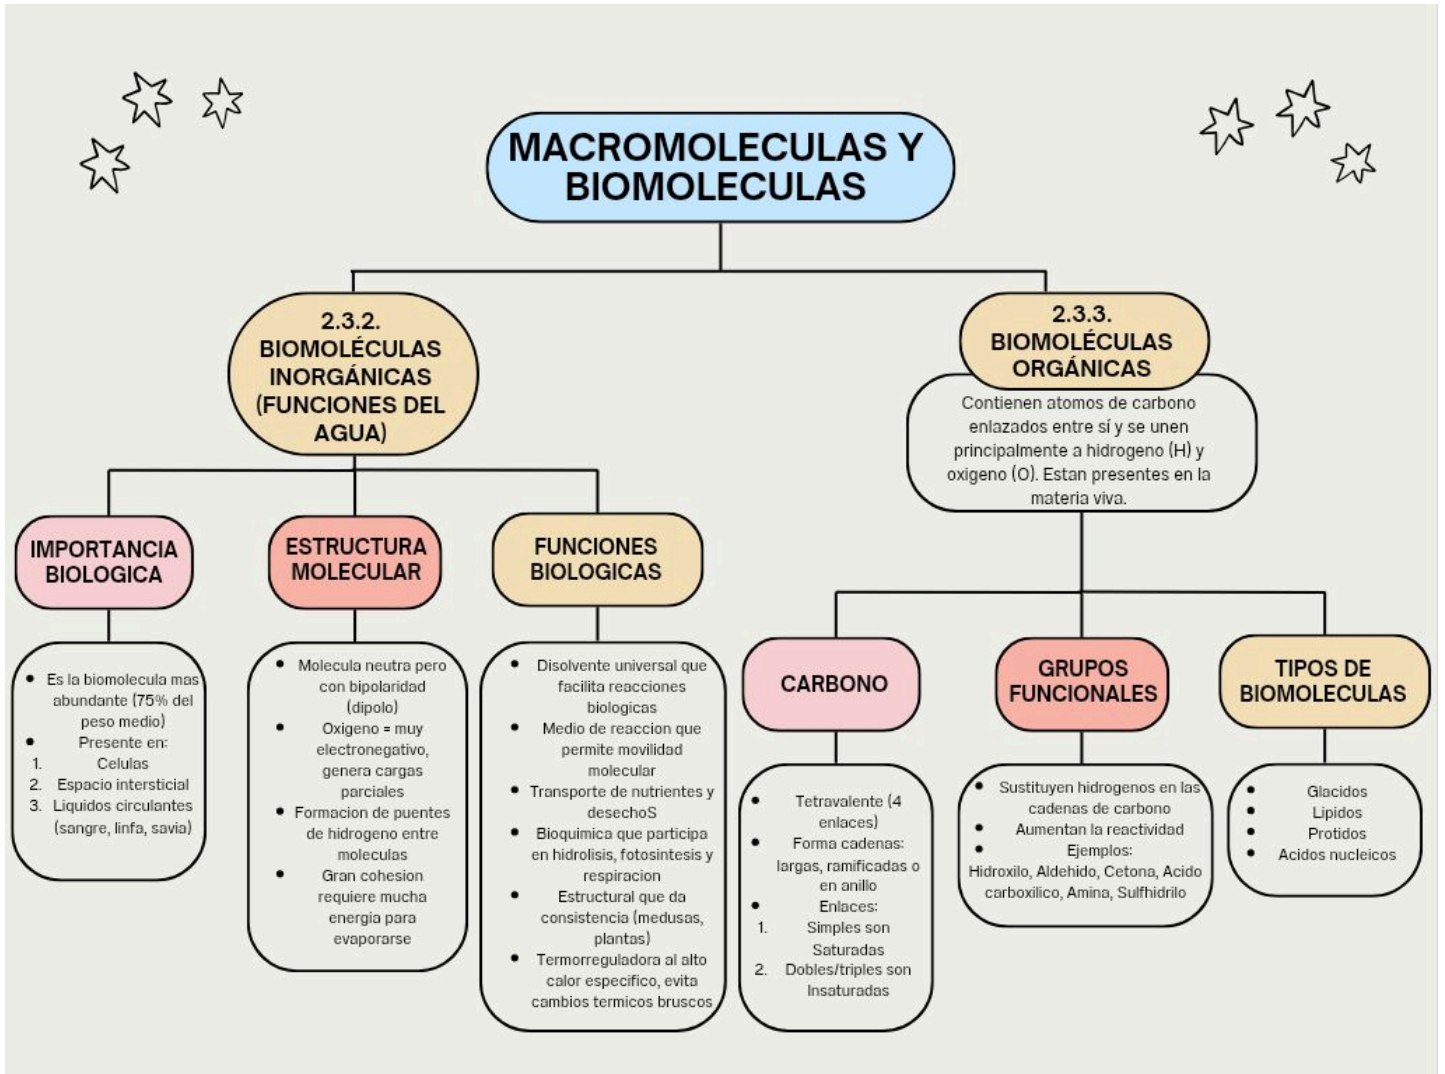 MACROMOLECULAS Y
BIOMOLECULAS
2.3.2.
BIOMOLÉCULAS
INORGÁNICAS
(FUNCIONES DEL
AGUA)
2.3.3.
BIOMOLÉCULAS
ORGÁNICAS
Contienen atomos de carbono
enlazados entre sí y se unen
principalmente a hidrogeno (H) y
oxigeno (O). Estan presentes en la
materia viva.
IMPORTANCIA
BIOLOGICA
• Es la biomolecula mas
abundante (75% del
peso medio)
• Presente en:
1. Celulas
2. Espacio intersticial
3. Liquidos circulantes
(sangre, linfa, savia)
ESTRUCTURA
MOLECULAR
• Molecula neutra pero
con bipolaridad
(dipolo)
• Oxigeno = muy
electronegativo,
genera cargas
parciales
• Formacion de puentes
de hidrogeno entre
moleculas
• Gran cohesion
requiere mucha
energia para
evaporarse
FUNCIONES
BIOLOGICAS
• Disolvente universal que
facilita reacciones
biologicas
• Medio de reaccion que
permite movilidad
molecular
• Transporte de nutrientes y
desechoS
• Bioquimica que participa
en hidrolisis, fotosintesis y
respiracion
• Estructural que da
consistencia (medusas,
plantas)
• Termorreguladora al alto
calor especifico, evita
cambios termicos bruscos
CARBONO
• Tetravalente (4
enlaces)
• Forma cadenas:
largas, ramificadas o
en anillo
• Enlaces:
1. Simples son
Saturadas
2. Dobles/triples son
Insaturadas
GRUPOS
FUNCIONALES
• Sustituyen hidrogenos en las
cadenas de carbono
• Aumentan la reactividad
• Ejemplos:
Hidroxilo, Aldehido, Cetona, Acido
carboxilico, Amina, Sulfhidrilo
TIPOS DE
BIOMOLECULAS
• Glacidos
• Lipidos
• Protidos
• Acidos nucleicos